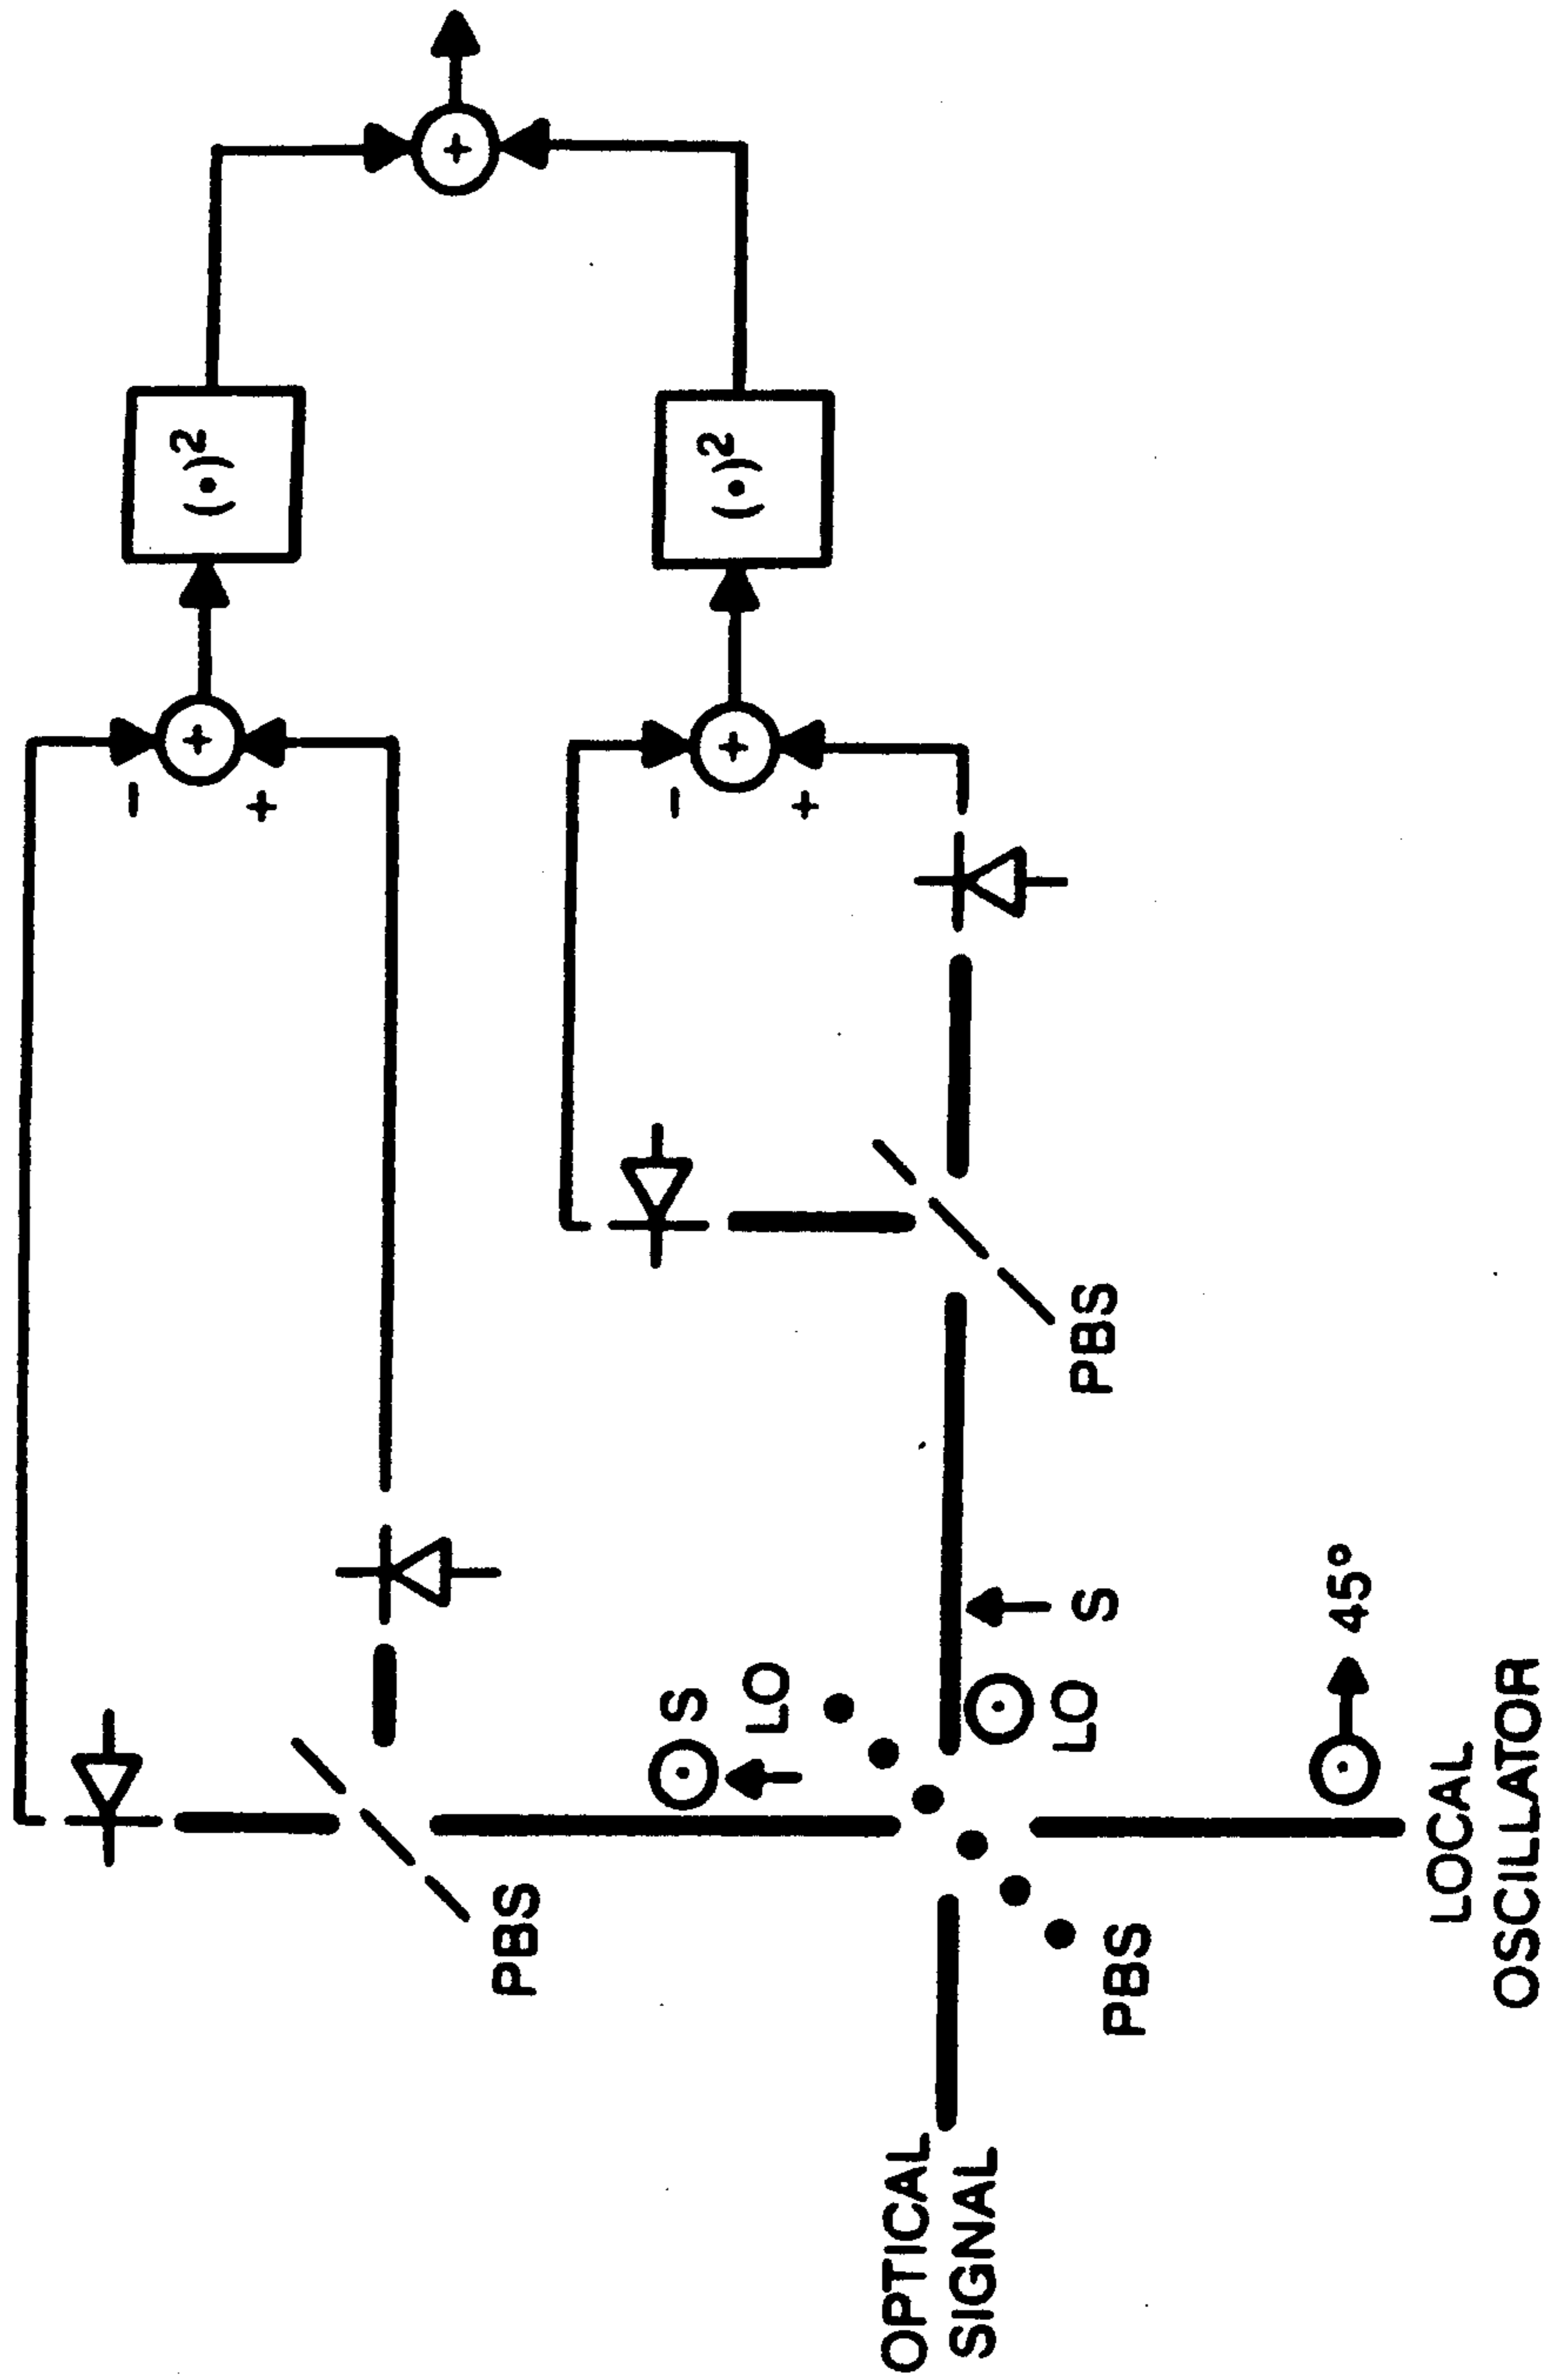 −
+
(•)²
+
+
PBS
S
LO
−
+
(•)²
+
OPTICAL
SIGNAL
LO
S
PBS
PBS
45°
LOCAL
OSCILLATOR